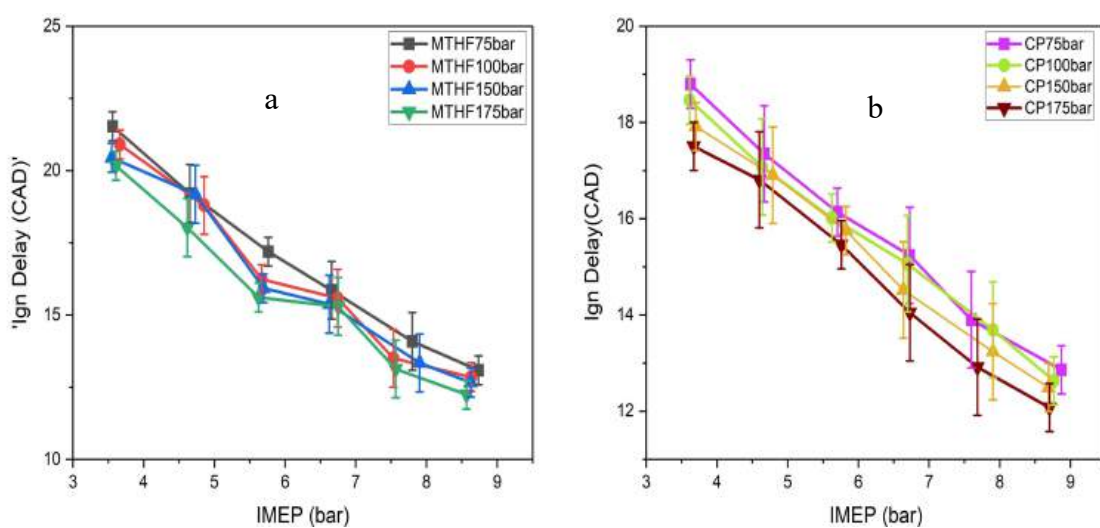 25
20
15
10
3
4
5
6
7
8
9
'Ign Delay (CAD)'
IMEP (bar)
MTHF75bar
MTHF100bar
MTHF150bar
MTHF175bar
a
20
18
16
14
12
3
4
5
6
7
8
9
Ign Delay(CAD)
IMEP (bar)
CP75bar
CP100bar
CP150bar
CP175bar
b